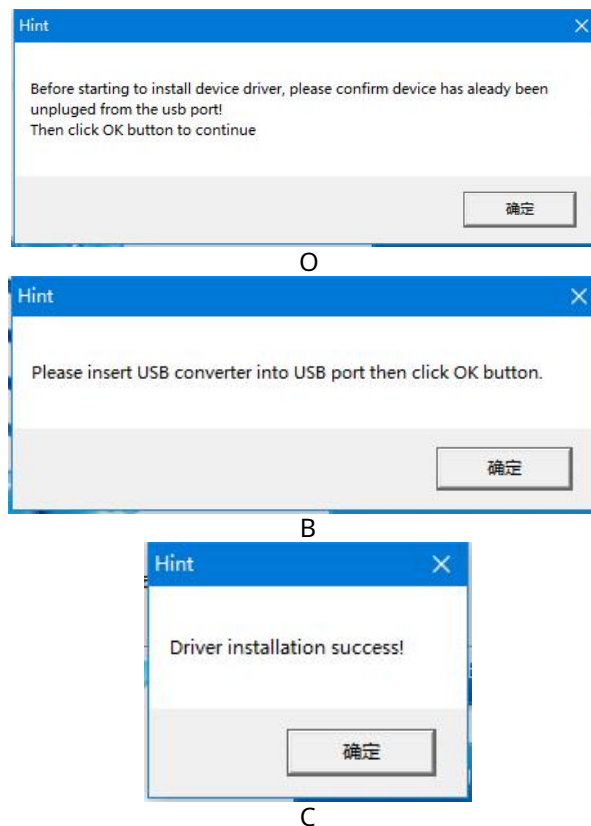 Hint
Before starting to install device driver, please confirm device has aleady been
unpluged from the usb port!
Then click OK button to continue
确定
O
Hint
Please insert USB converter into USB port then click OK button.
确定
B
Hint
Driver installation success!
确定
C